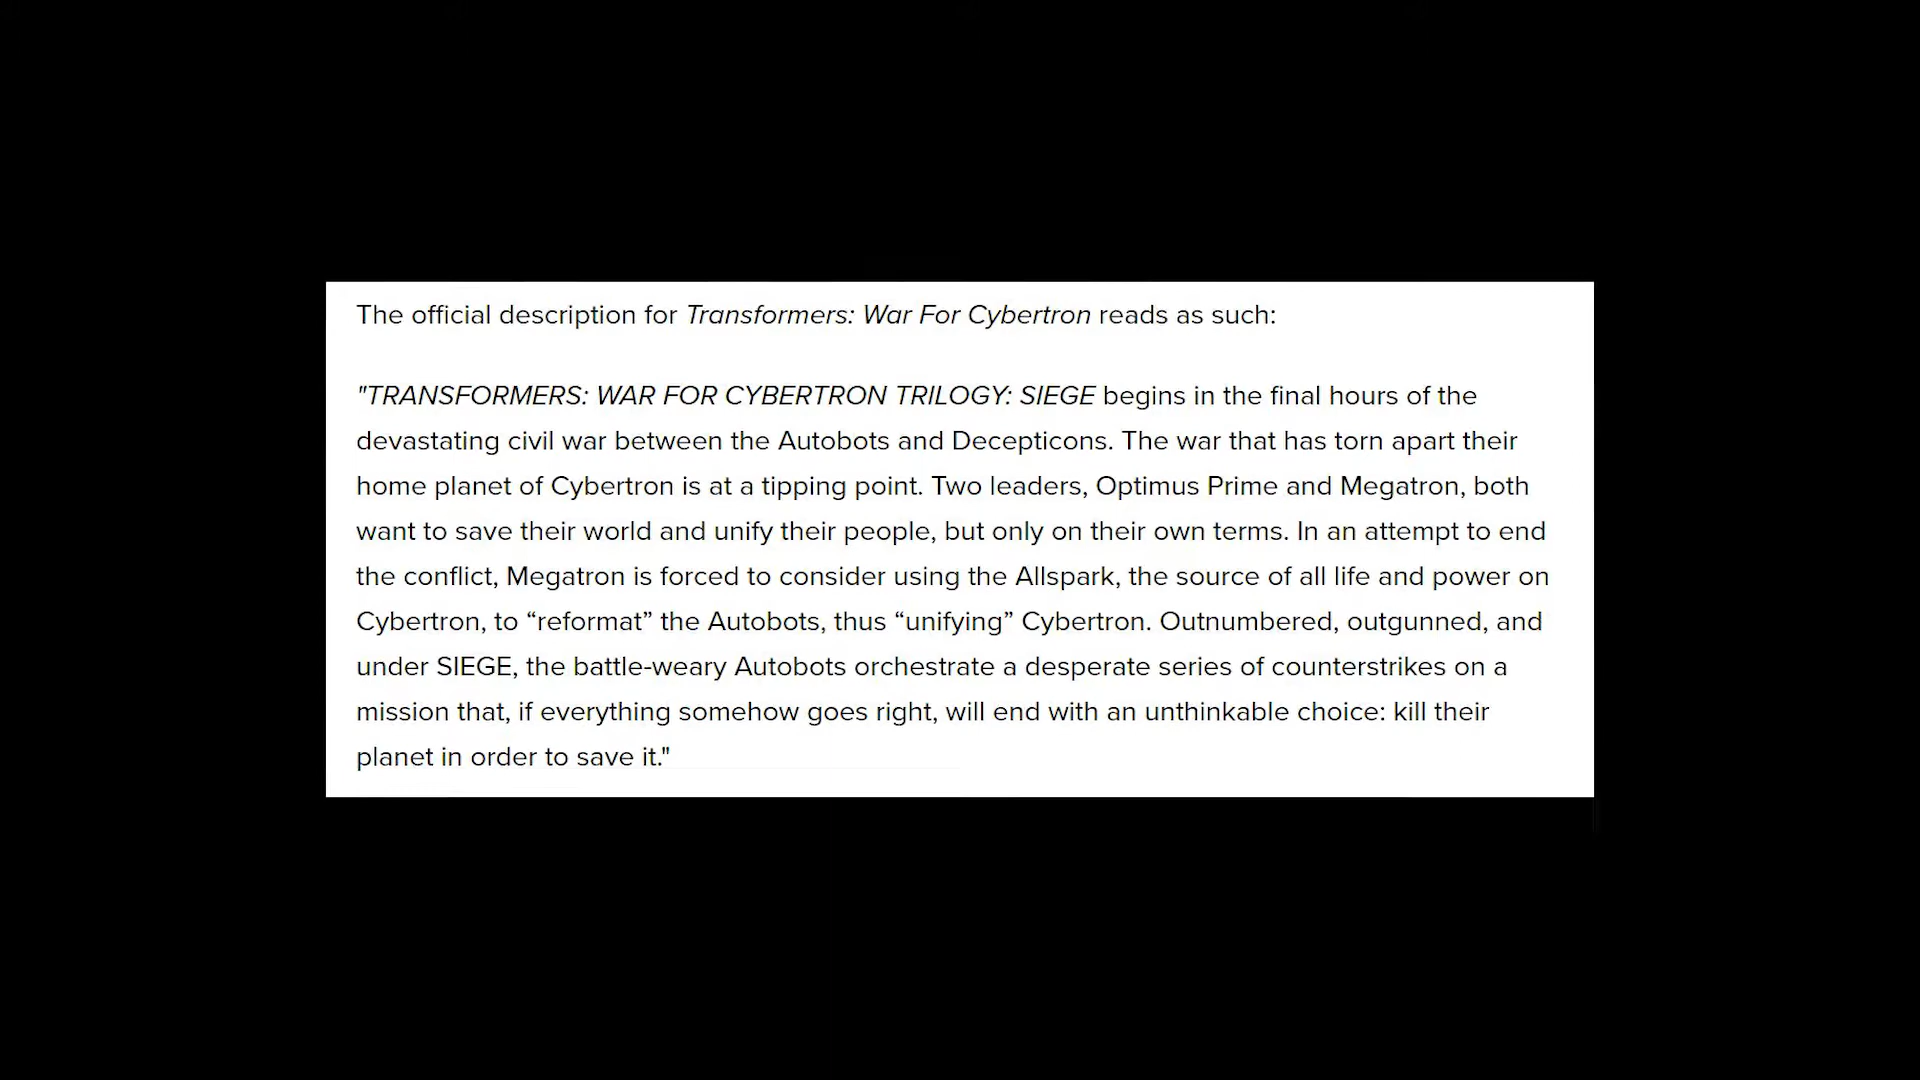 The official description for Transformers: War For Cybertron reads as such:
"TRANSFORMERS: WAR FOR CYBERTRON TRILOGY: SIEGE begins in the final hours of the
devastating civil war between the Autobots and Decepticons. The war that has torn apart their
home planet of Cybertron is at a tipping point. Two leaders, Optimus Prime and Megatron, both
want to save their world and unify their people, but only on their own terms. In an attempt to end
the conflict, Megatron is forced to consider using the Allspark, the source of all life and power on
Cybertron, to “reformat” the Autobots, thus “unifying” Cybertron. Outnumbered, outgunned, and
under SIEGE, the battle-weary Autobots orchestrate a desperate series of counterstrikes on a
mission that, if everything somehow goes right, will end with an unthinkable choice: kill their
planet in order to save it."